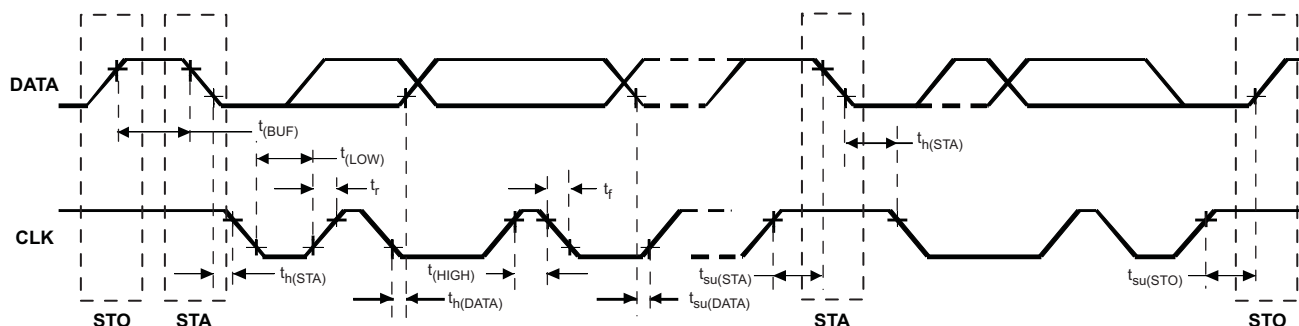 DATA
t(BUF)
t(LOW)
th(STA)
tr
tf
CLK
th(STA)
t(HIGH)
tsu(STA)
tsu(STO)
th(DATA)
tsu(DATA)
STO
STA
STA
STO